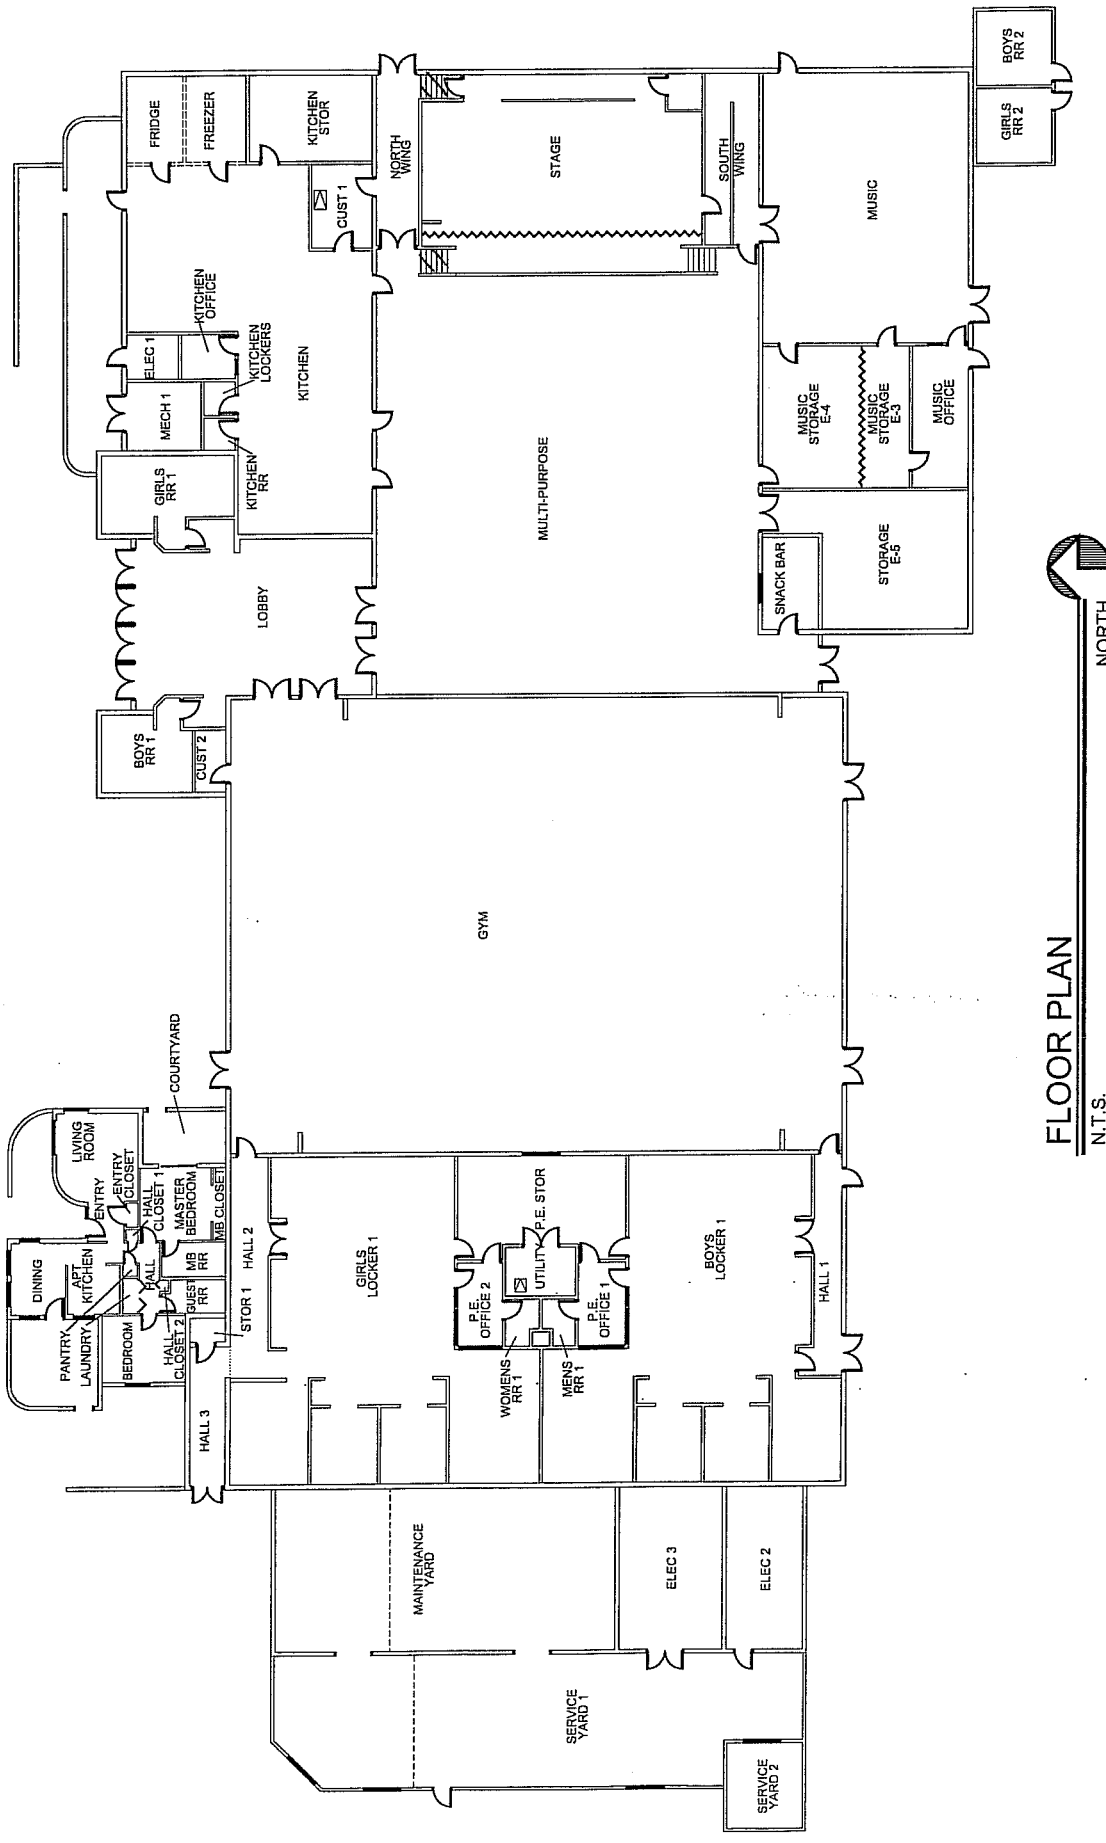 FRIDGE
FREEZER
KITCHEN
STOR
CUST 1
NORTH
WING
STAGE
SOUTH
WING
MUSIC
BOYS
RR 2
GIRLS
RR 2
ELEC 1
KITCHEN
OFFICE
MECH 1
KITCHEN
LOCKERS
KITCHEN
KITCHEN
RR
GIRLS
RR 1
MUSIC
STORAGE
E-4
MUSIC
STORAGE
E-3
MUSIC
OFFICE
MULTI-PURPOSE
LOBBY
SNACK BAR
STORAGE
E-5
BOYS
RR 1
CUST 2
GYM
COURTYARD
LIVING
ROOM
ENTRY
ENTRY
CLOSET
HALL
CLOSET 1
MASTER
BEDROOM
MB CLOSET
DINING
APT
KITCHEN
HALL
MB
RR
GUEST
RR
PANTRY
LAUNDRY
BEDROOM
HALL
CLOSET 2
STOR 1
HALL 2
HALL 3
GIRLS
LOCKER 1
P.E. STOR
UTILITY
P.E.
OFFICE 2
P.E.
OFFICE 1
WOMENS
RR 1
MENS
RR 1
BOYS
LOCKER 1
HALL 1
MAINTENANCE
YARD
ELEC 3
ELEC 2
SERVICE
YARD 1
SERVICE
YARD 2
FLOOR PLAN
N.T.S.
NORTH